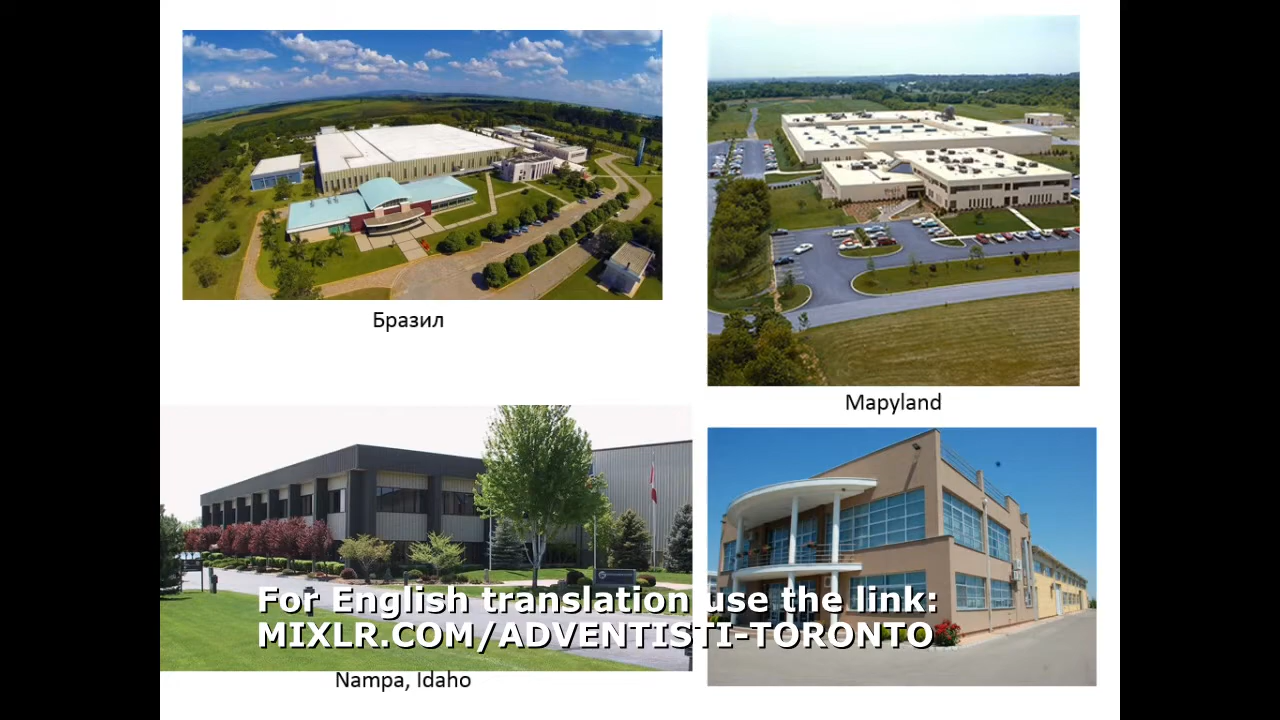 Бразил
Mapyland
For English translation use the link:
MIXLR.COM/ADVENTISTI-TORONTO
Nampa, Idaho